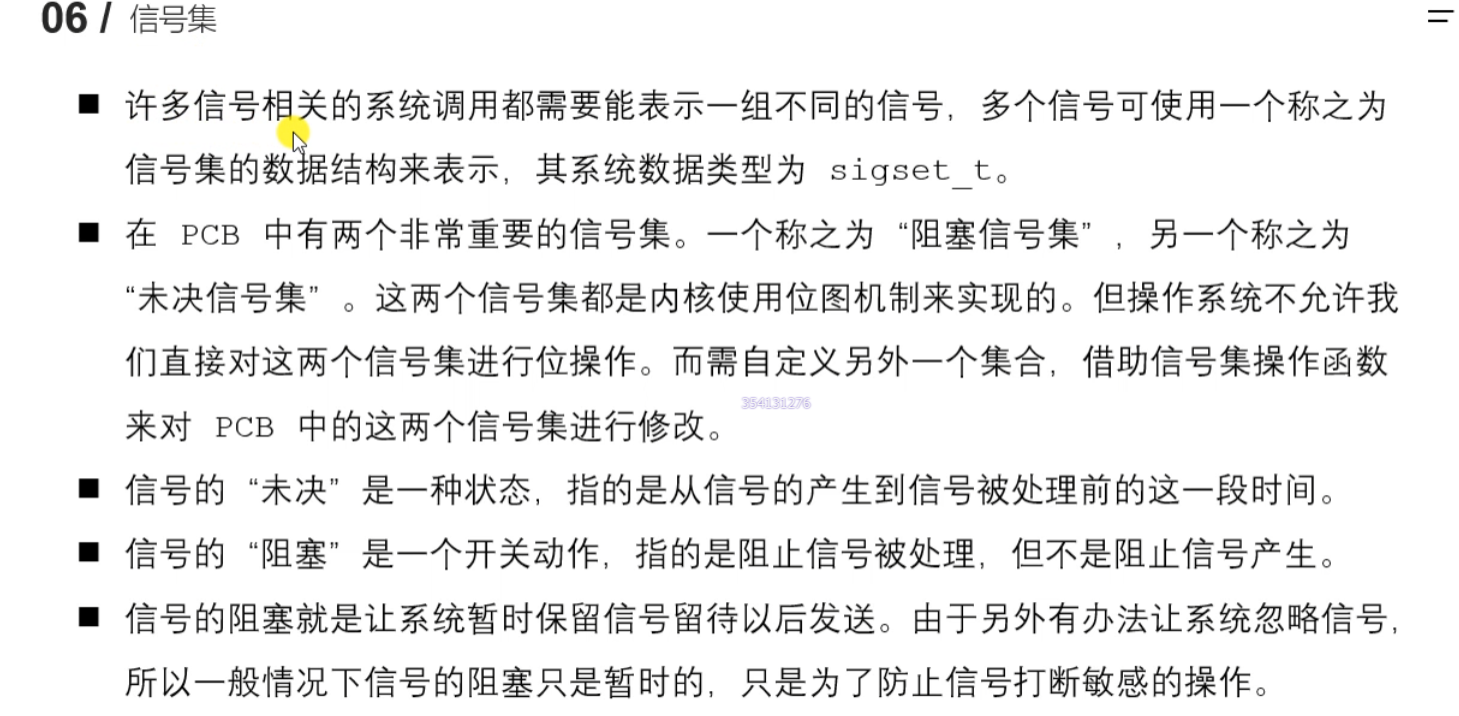 06 / 信号集
■ 许多信号相关的系统调用都需要能表示一组不同的信号，多个信号可使用一个称之为
信号集的数据结构来表示，其系统数据类型为 sigset_t。
■ 在 PCB 中有两个非常重要的信号集。一个称之为 “阻塞信号集” ，另一个称之为
“未决信号集” 。这两个信号集都是内核使用位图机制来实现的。但操作系统不允许我
们直接对这两个信号集进行位操作。而需自定义另外一个集合，借助信号集操作函数
354131276
来对 PCB 中的这两个信号集进行修改。
■ 信号的 “未决” 是一种状态，指的是从信号的产生到信号被处理前的这一段时间。
■ 信号的 “阻塞” 是一个开关动作，指的是阻止信号被处理，但不是阻止信号产生。
■ 信号的阻塞就是让系统暂时保留信号留待以后发送。由于另外有办法让系统忽略信号，
所以一般情况下信号的阻塞只是暂时的，只是为了防止信号打断敏感的操作。